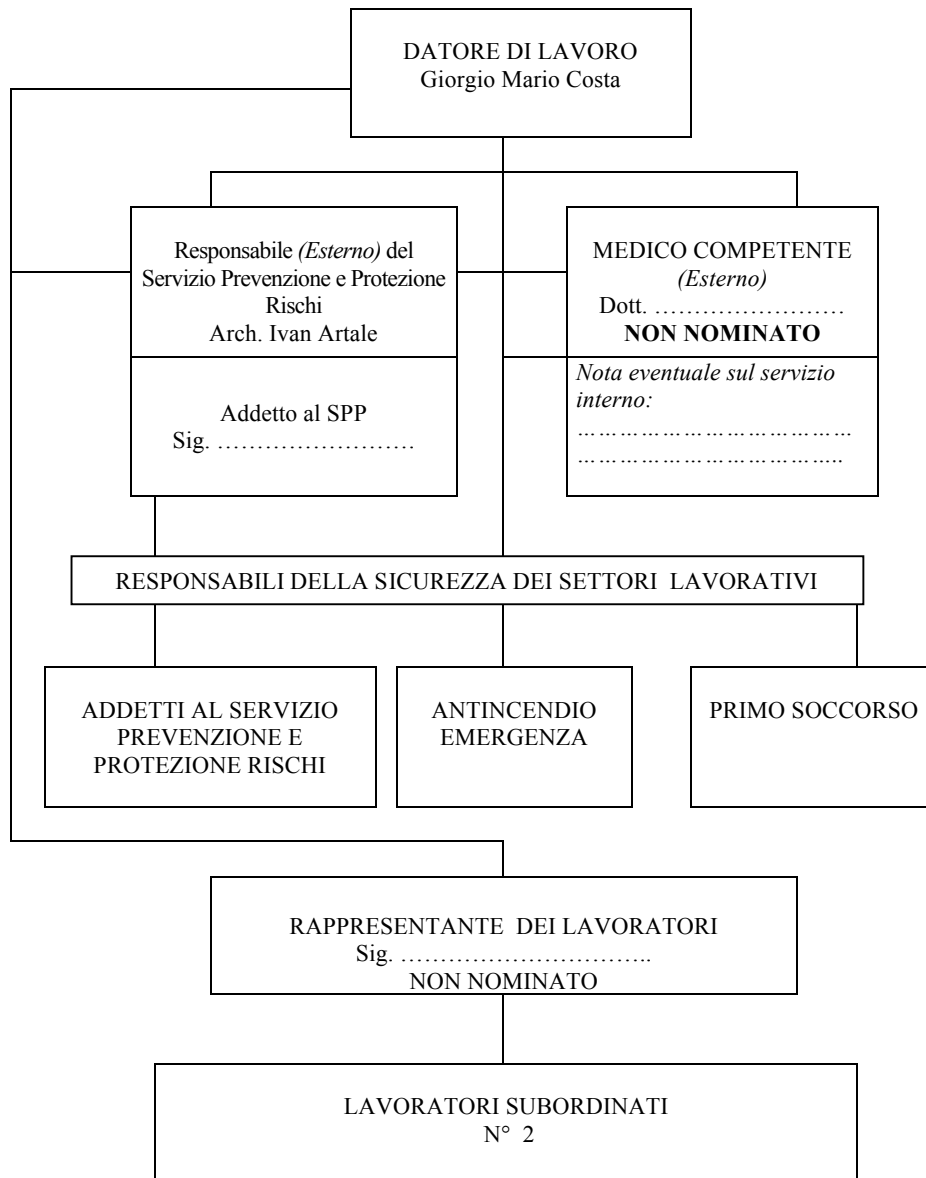 DATORE DI LAVORO
Giorgio Mario Costa
Responsabile (Esterno) del
Servizio Prevenzione e Protezione
Rischi
Arch. Ivan Artale
MEDICO COMPETENTE
(Esterno)
Dott. ……………………
NON NOMINATO
Addetto al SPP
Sig. …………………….
Nota eventuale sul servizio
interno:
………………………………
……………………………..
RESPONSABILI DELLA SICUREZZA DEI SETTORI LAVORATIVI
ADDETTI AL SERVIZIO
PREVENZIONE E
PROTEZIONE RISCHI
ANTINCENDIO
EMERGENZA
PRIMO SOCCORSO
RAPPRESENTANTE DEI LAVORATORI
Sig. …………………………..
NON NOMINATO
LAVORATORI SUBORDINATI
N° 2